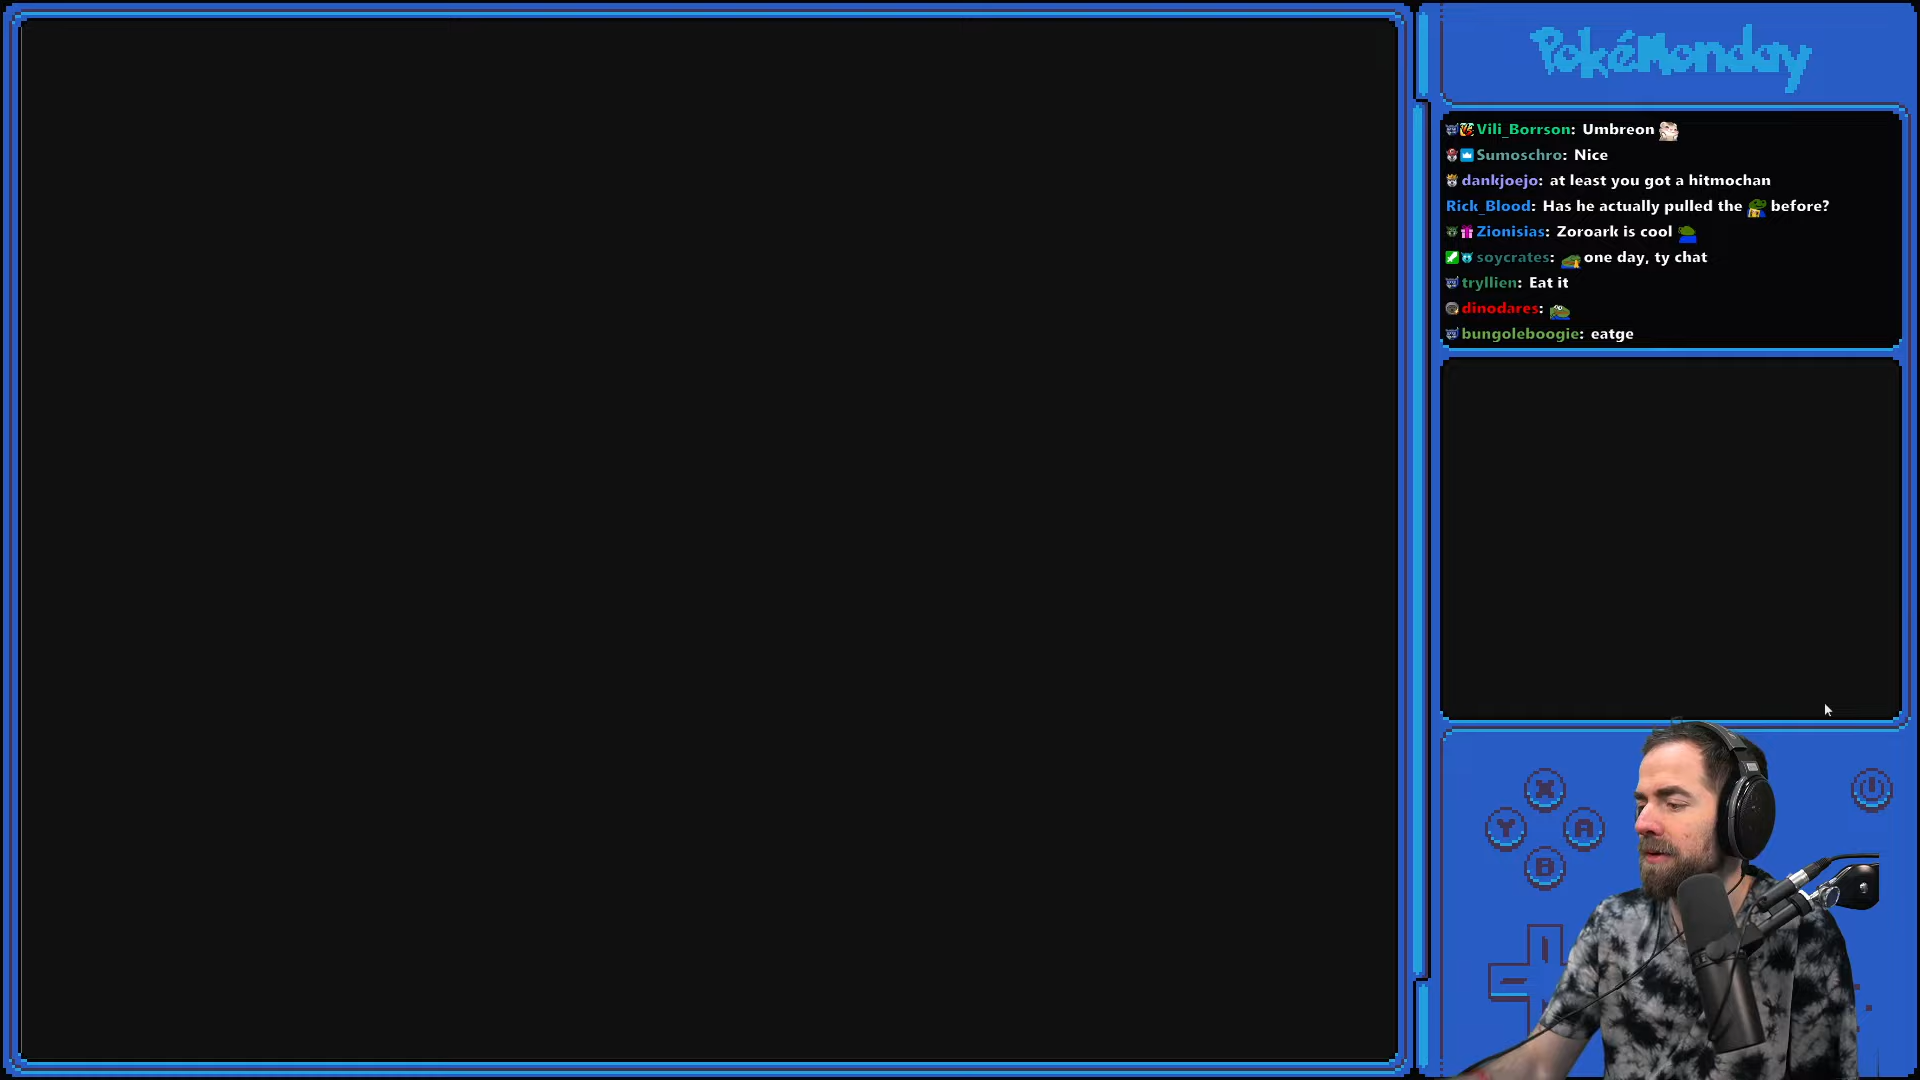 PokéMonday
Vili_Borrson: Umbreon
Sumoschro: Nice
dankjoejo: at least you got a hitmochan
Rick_Blood: Has he actually pulled the before?
Zionisias: Zoroark is cool
soycrates: one day, ty chat
tryllien: Eat it
dinodares:
bungoleboogie: eatge
X
Y A
B